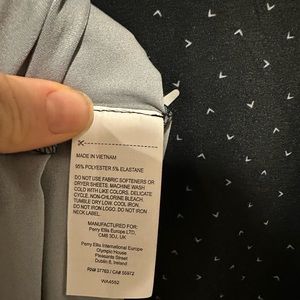 MADE IN VIETNAM
95% POLYESTER 5% ELASTANE
DO NOT USE FABRIC SOFTENERS OR
DRYER SHEETS. MACHINE WASH
COLD WITH LIKE COLORS. DELICATE
CYCLE. NON-CHLORINE BLEACH.
TUMBLE DRY LOW. COOL IRON.
DO NOT IRON LOGO. DO NOT IRON
NECK LABEL.
MANUFACTURED FOR:
Perry Ellis Europe LTD,
CM8 3DJ, UK
Perry Ellis International Europe
Olympic House
Pleasants Street
Dublin 8, Ireland
RN# 37763 / CA# 55972
WA4562